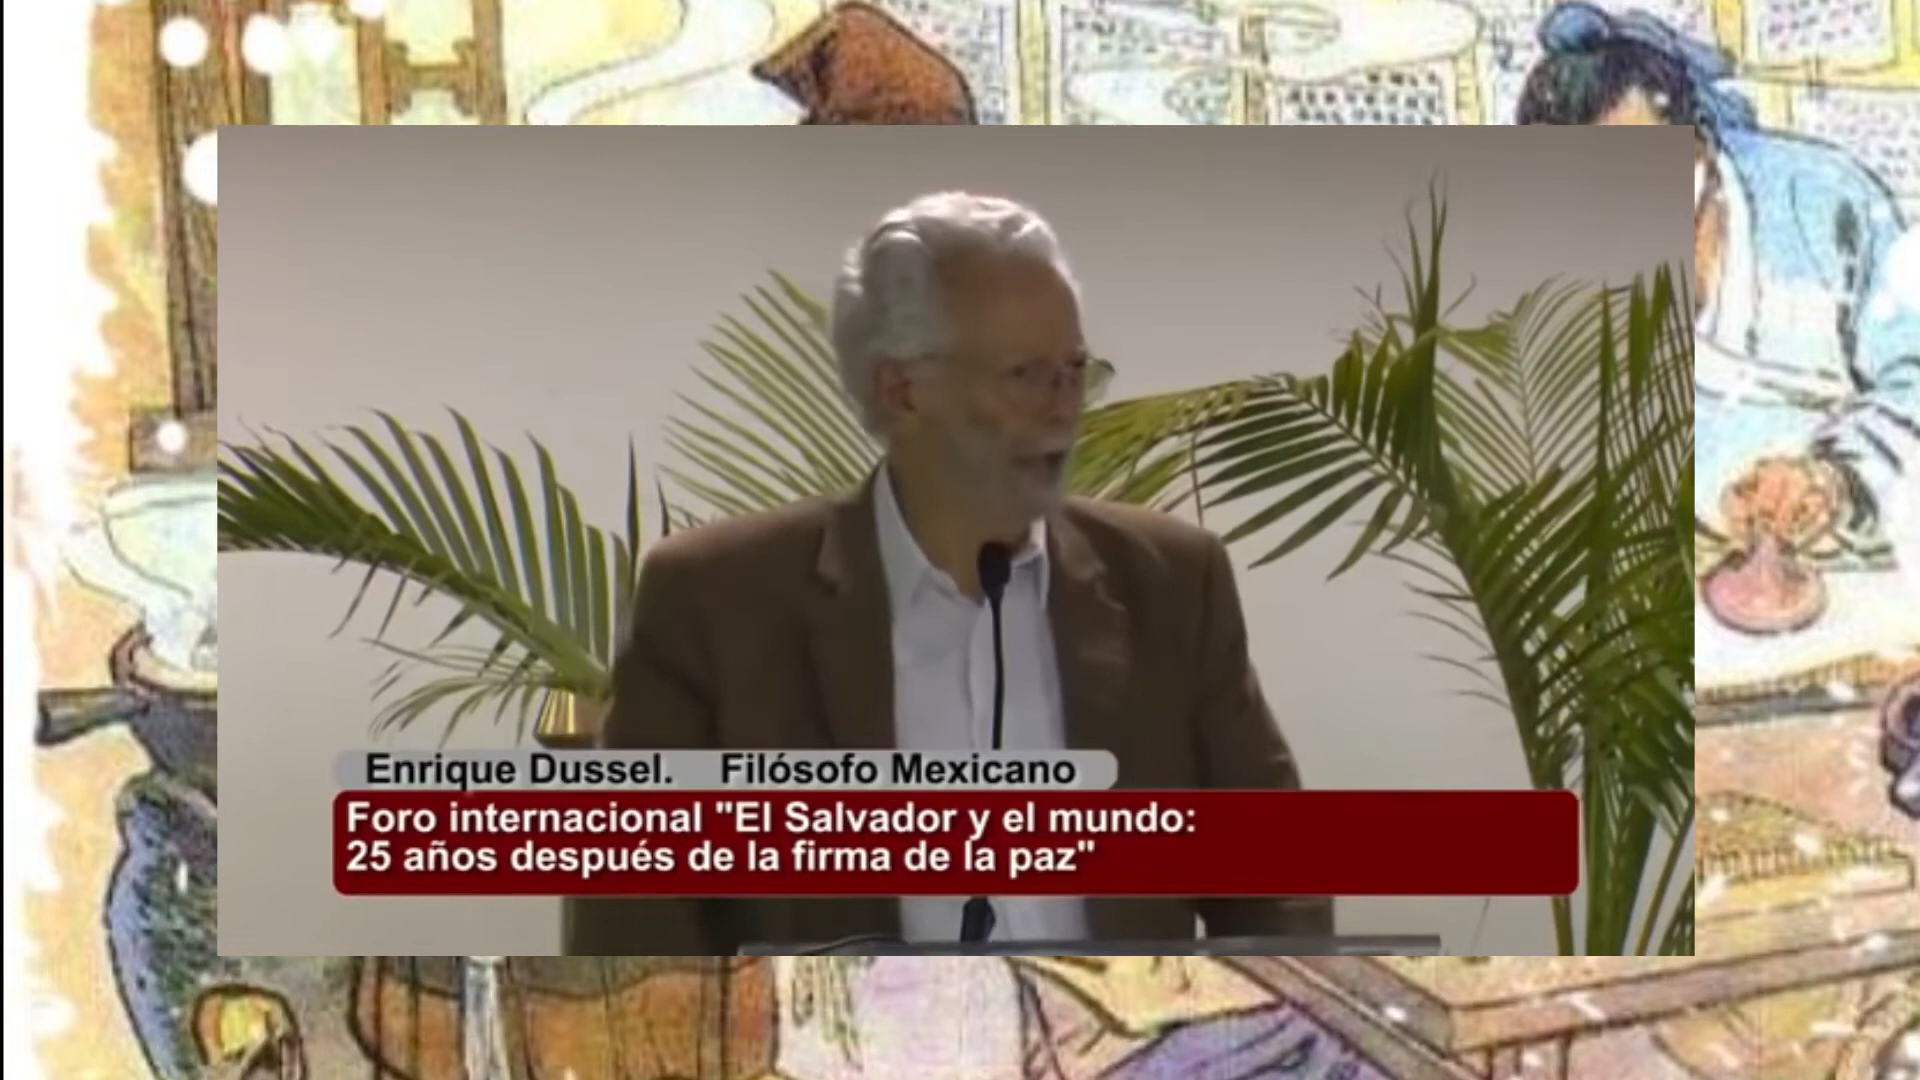 Enrique Dussel. Filósofo Mexicano
Foro internacional "El Salvador y el mundo:
25 años después de la firma de la paz"